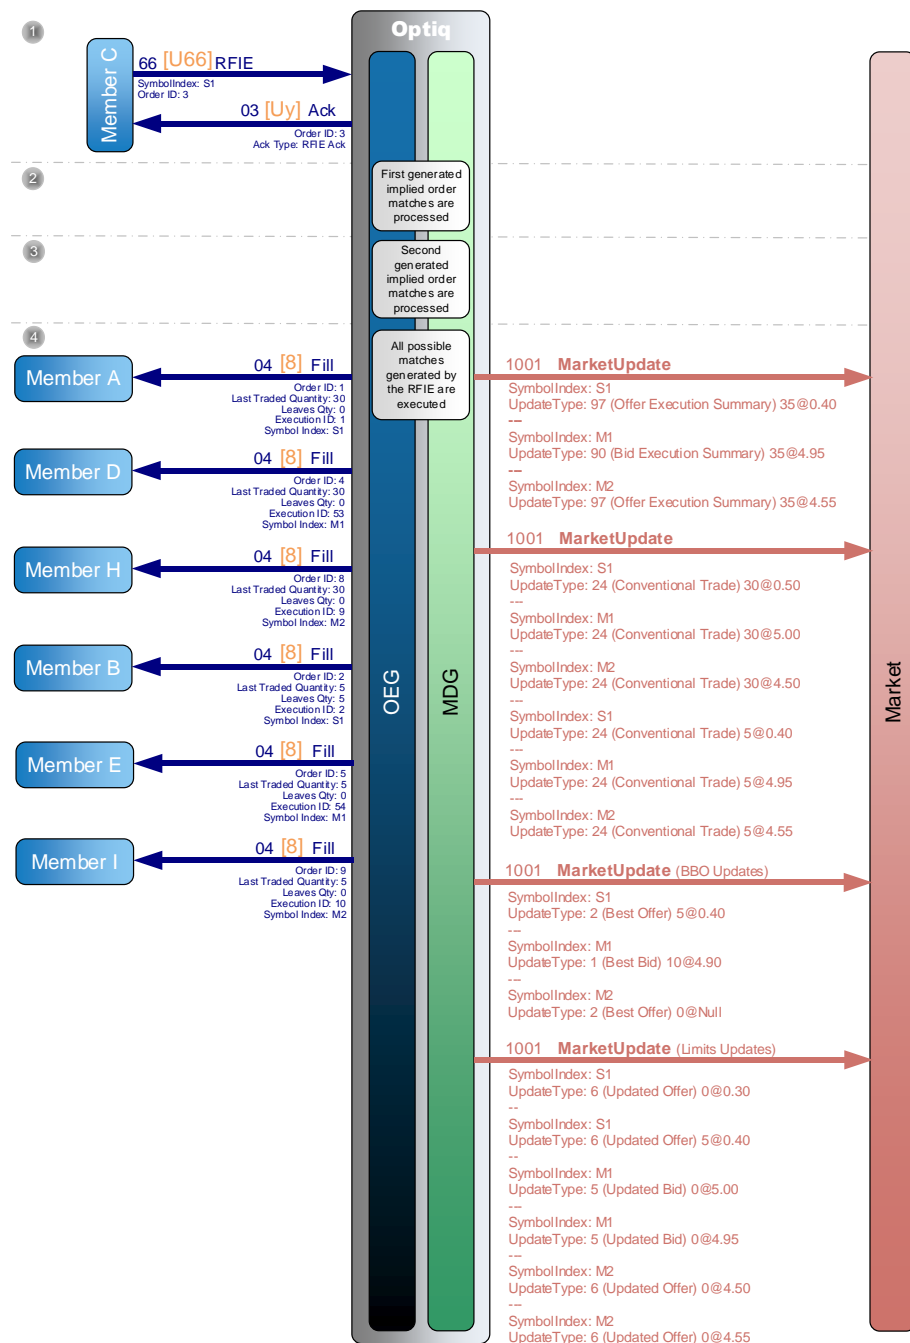 1
Optiq
Member C
66 [U66] RFIE
SymbolIndex: S1
Order ID: 3
03 [Uy] Ack
Order ID: 3
Ack Type: RFIE Ack
2
First generated
implied order
matches are
processed
3
Second
generated
implied order
matches are
processed
4
All possible
matches
generated by
the RFIE are
executed
OEG
MDG
Market
Member A
04 [8] Fill
Order ID: 1
Last Traded Quantity: 30
Leaves Qty: 0
Execution ID: 1
Symbol Index: S1
Member D
04 [8] Fill
Order ID: 4
Last Traded Quantity: 30
Leaves Qty: 0
Execution ID: 53
Symbol Index: M1
Member H
04 [8] Fill
Order ID: 8
Last Traded Quantity: 30
Leaves Qty: 0
Execution ID: 9
Symbol Index: M2
Member B
04 [8] Fill
Order ID: 2
Last Traded Quantity: 5
Leaves Qty: 5
Execution ID: 2
Symbol Index: S1
Member E
04 [8] Fill
Order ID: 5
Last Traded Quantity: 5
Leaves Qty: 0
Execution ID: 54
Symbol Index: M1
Member I
04 [8] Fill
Order ID: 9
Last Traded Quantity: 5
Leaves Qty: 0
Execution ID: 10
Symbol Index: M2
1001 MarketUpdate
SymbolIndex: S1
UpdateType: 97 (Offer Execution Summary) 35@0.40
---
SymbolIndex: M1
UpdateType: 90 (Bid Execution Summary) 35@4.95
---
SymbolIndex: M2
UpdateType: 97 (Offer Execution Summary) 35@4.55
1001 MarketUpdate
SymbolIndex: S1
UpdateType: 24 (Conventional Trade) 30@0.50
---
SymbolIndex: M1
UpdateType: 24 (Conventional Trade) 30@5.00
---
SymbolIndex: M2
UpdateType: 24 (Conventional Trade) 30@4.50
---
SymbolIndex: S1
UpdateType: 24 (Conventional Trade) 5@0.40
---
SymbolIndex: M1
UpdateType: 24 (Conventional Trade) 5@4.95
---
SymbolIndex: M2
UpdateType: 24 (Conventional Trade) 5@4.55
1001 MarketUpdate (BBO Updates)
SymbolIndex: S1
UpdateType: 2 (Best Offer) 5@0.40
---
SymbolIndex: M1
UpdateType: 1 (Best Bid) 10@4.90
---
SymbolIndex: M2
UpdateType: 2 (Best Offer) 0@Null
1001 MarketUpdate (Limits Updates)
SymbolIndex: S1
UpdateType: 6 (Updated Offer) 0@0.30
--
SymbolIndex: S1
UpdateType: 6 (Updated Offer) 5@0.40
--
SymbolIndex: M1
UpdateType: 5 (Updated Bid) 0@5.00
---
SymbolIndex: M1
UpdateType: 5 (Updated Bid) 0@4.95
---
SymbolIndex: M2
UpdateType: 6 (Updated Offer) 0@4.50
---
SymbolIndex: M2
UpdateType: 6 (Updated Offer) 0@4.55